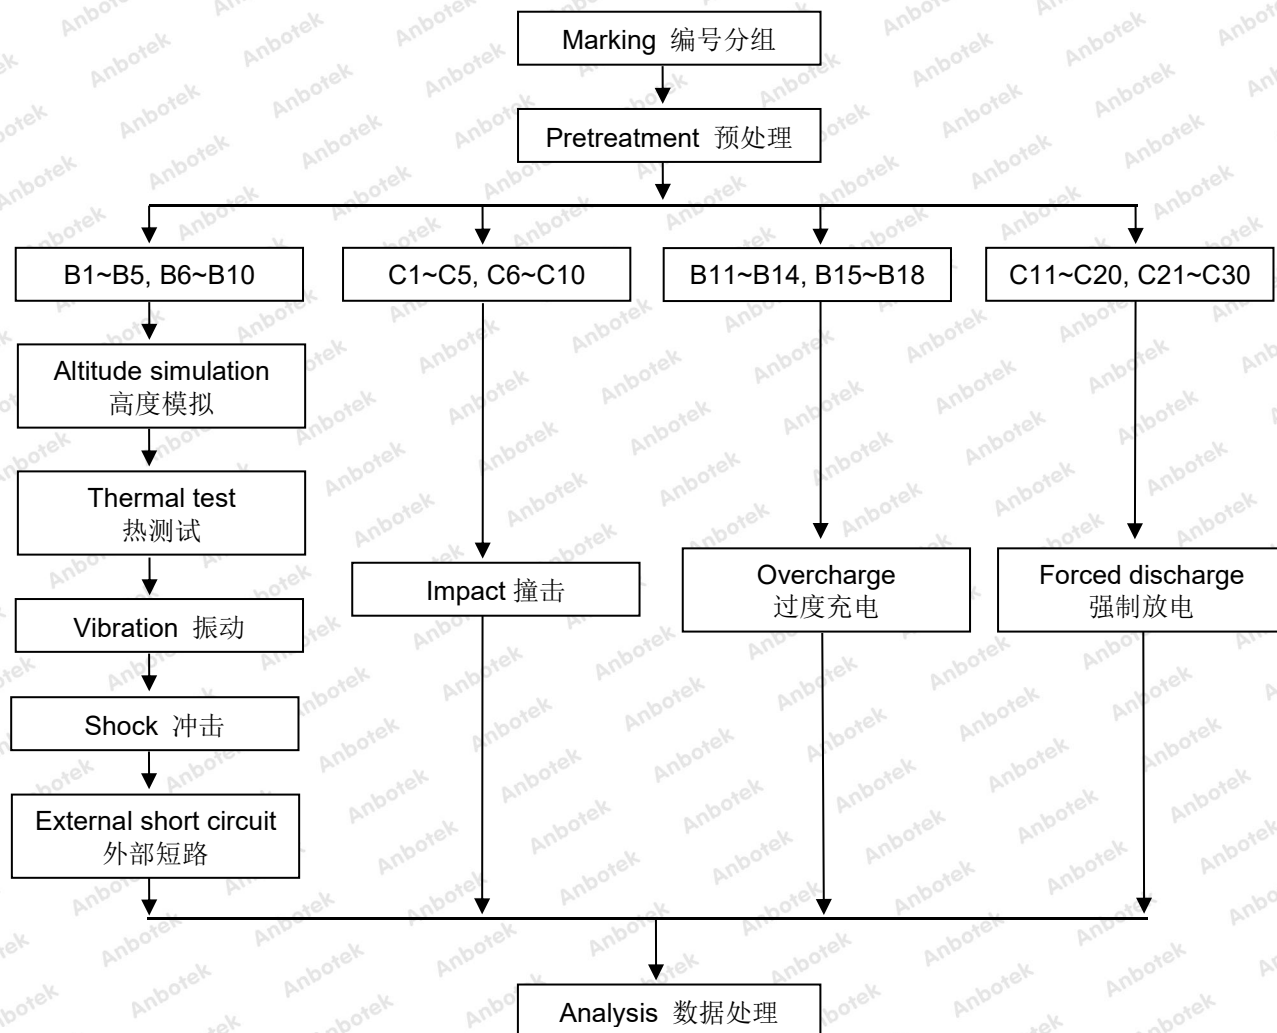 Marking 编号分组
Pretreatment 预处理
B1~B5, B6~B10
C1~C5, C6~C10
B11~B14, B15~B18
C11~C20, C21~C30
Altitude simulation
高度模拟
Thermal test
热测试
Vibration 振动
Shock 冲击
External short circuit
外部短路
Impact 撞击
Overcharge
过度充电
Forced discharge
强制放电
Analysis 数据处理
Anbotek